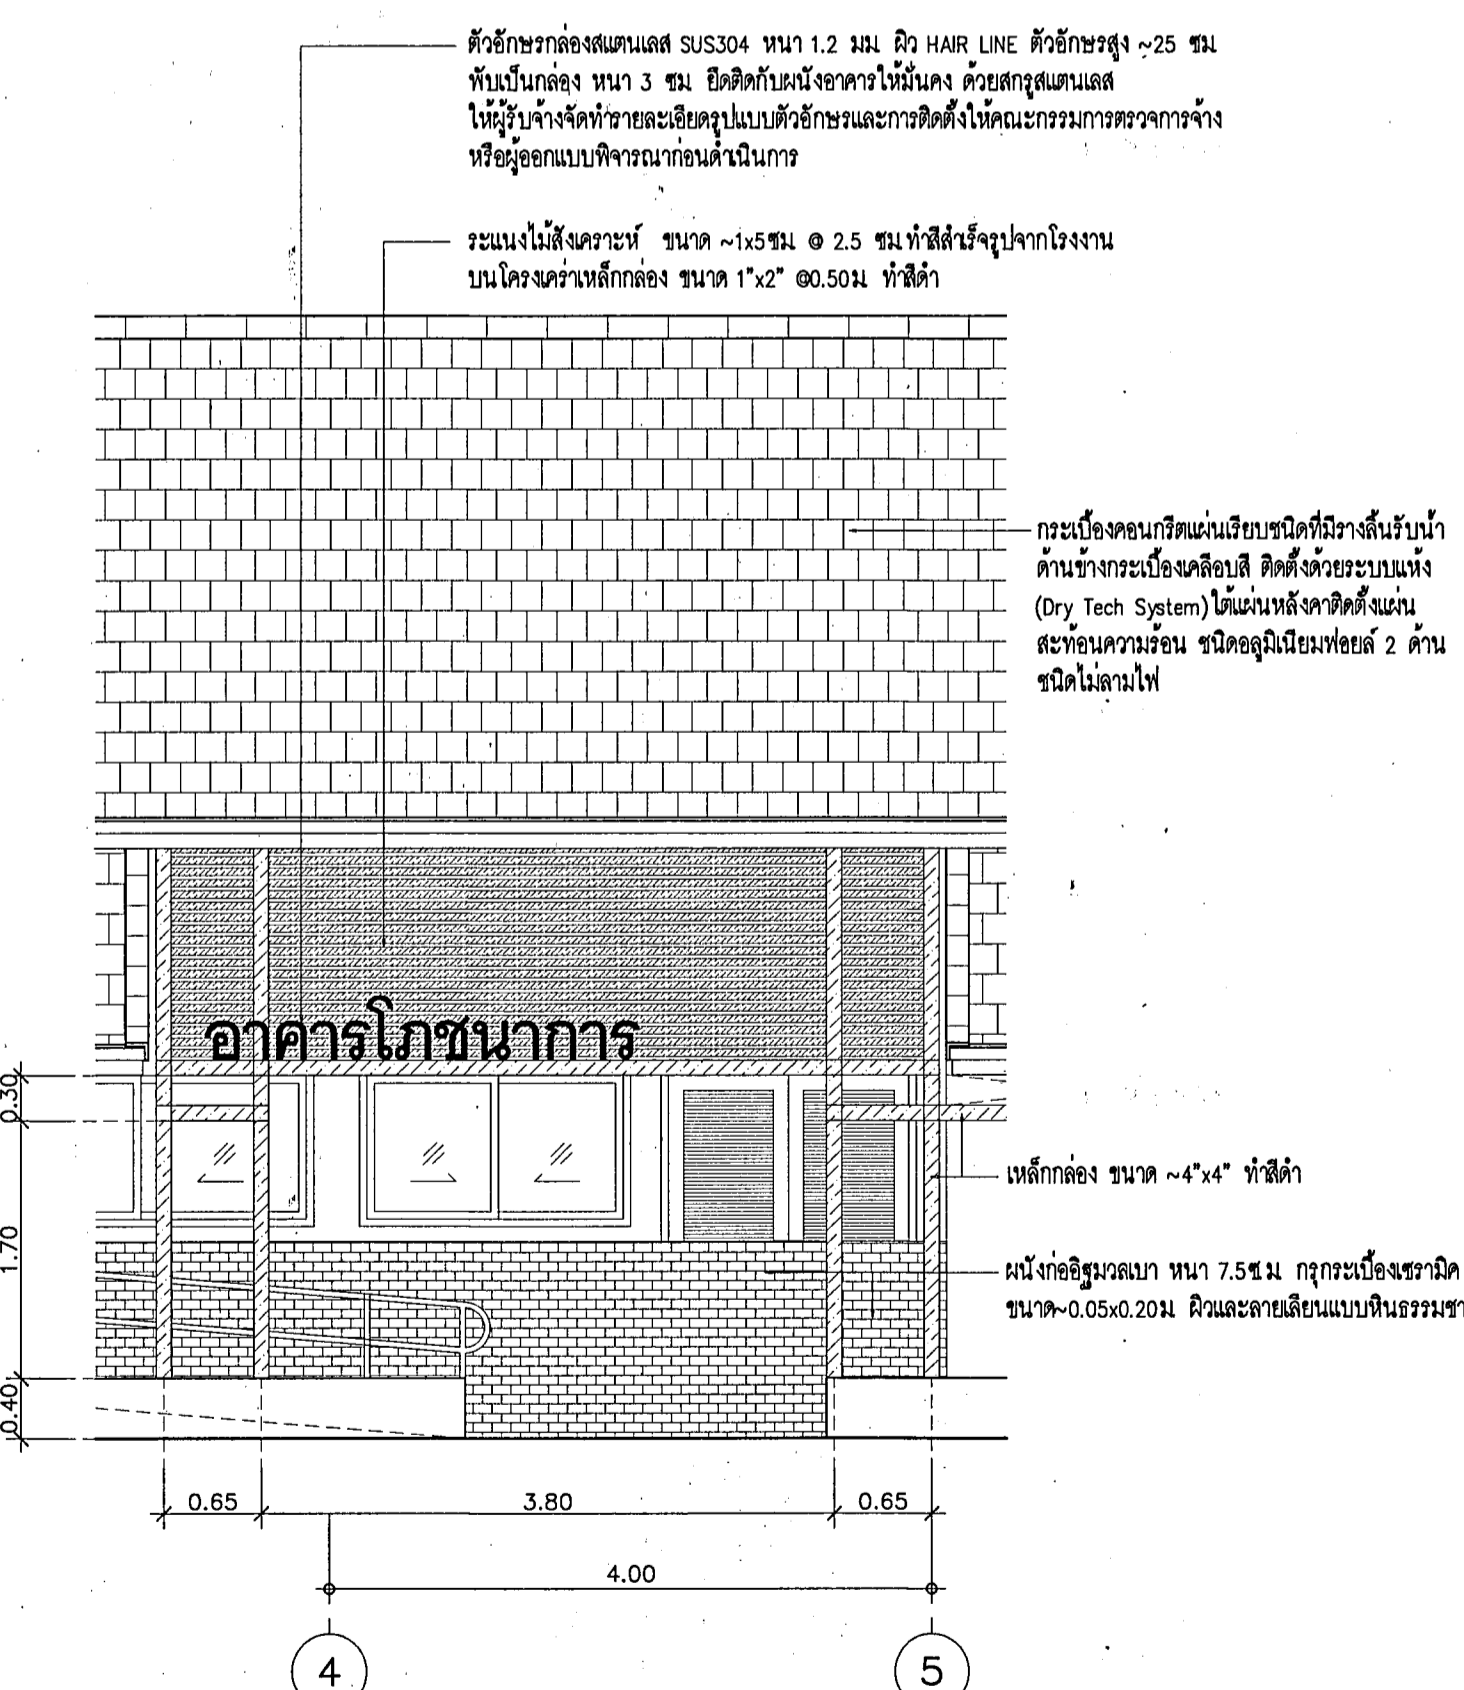 ตัวอักษรกล่องสแตนเลส SUS304 หนา 1.2 มม. ผิว HAIR LINE ตัวอักษรสูง ~25 ซม.
พับเป็นกล่อง หนา 3 ซม. ยึดติดกับผนังอาคารให้มั่นคง ด้วยสกรูสแตนเลส
ให้ผู้รับจ้างจัดทำรายละเอียดรูปแบบตัวอักษรและการติดตั้งให้คณะกรรมการตรวจการจ้าง
หรือผู้ออกแบบพิจารณาก่อนดำเนินการ
ระแนงไม้สังเคราะห์ ขนาด ~1x5ซม. @ 2.5 ซม.ทำสีสำเร็จรูปจากโรงงาน
บนโครงเคร่าเหล็กกล่อง ขนาด 1"x2" @0.50ม. ทำสีดำ
กระเบื้องคอนกรีตแผ่นเรียบชนิดที่มีรางลิ้นรับน้ำ
ด้านข้างกระเบื้องเคลือบสี ติดตั้งด้วยระบบแห้ง
(Dry Tech System)ใต้แผ่นหลังคาติดตั้งแผ่น
สะท้อนความร้อน ชนิดอลูมิเนียมฟอยล์ 2 ด้าน
ชนิดไม่ลามไฟ
อาคารโภชนาการ
0.30
เหล็กกล่อง ขนาด ~4"x4" ทำสีดำ
1.70
ผนังก่ออิฐมวลเบา หนา 7.5ซม. กรุกระเบื้องเซรามิค
ขนาด~0.05x0.20ม. ผิวและลายเลียนแบบหินธรรมชา
0.40
0.65 3.80 0.65
4.00
4 5